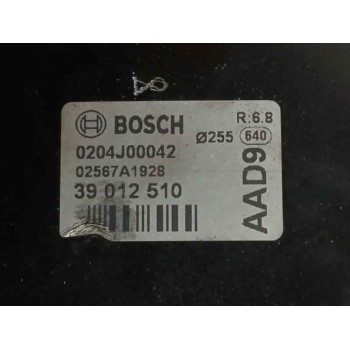 BOSCH
R:6.8
Ø255 640
0204J00042
02567A1928
39 012 510
AAD9